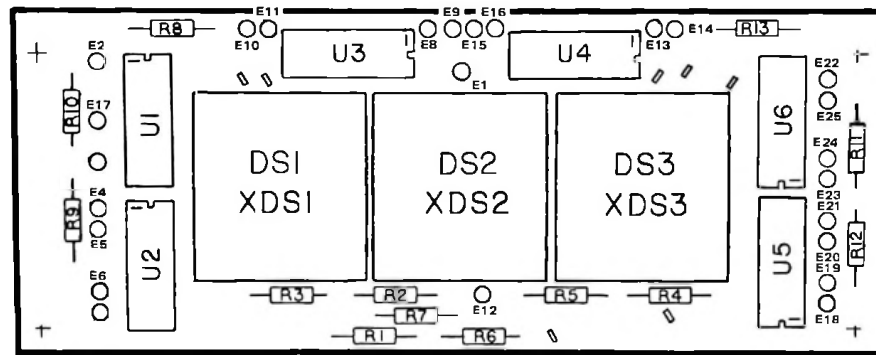 E11 E9 E16
R8 E10 E8 E15 E13 E14 R13
E2 U3 U4 E22
E1
R10 E17 U1 U6 E25
DS1 DS2 DS3 E24 R11
XDS1 XDS2 XDS3
E4 E23
R9 E21
E5 U2 U5 E20 R12
E6 E19
R3 R2 R5 R4
E12
R7 E18
R1 R6